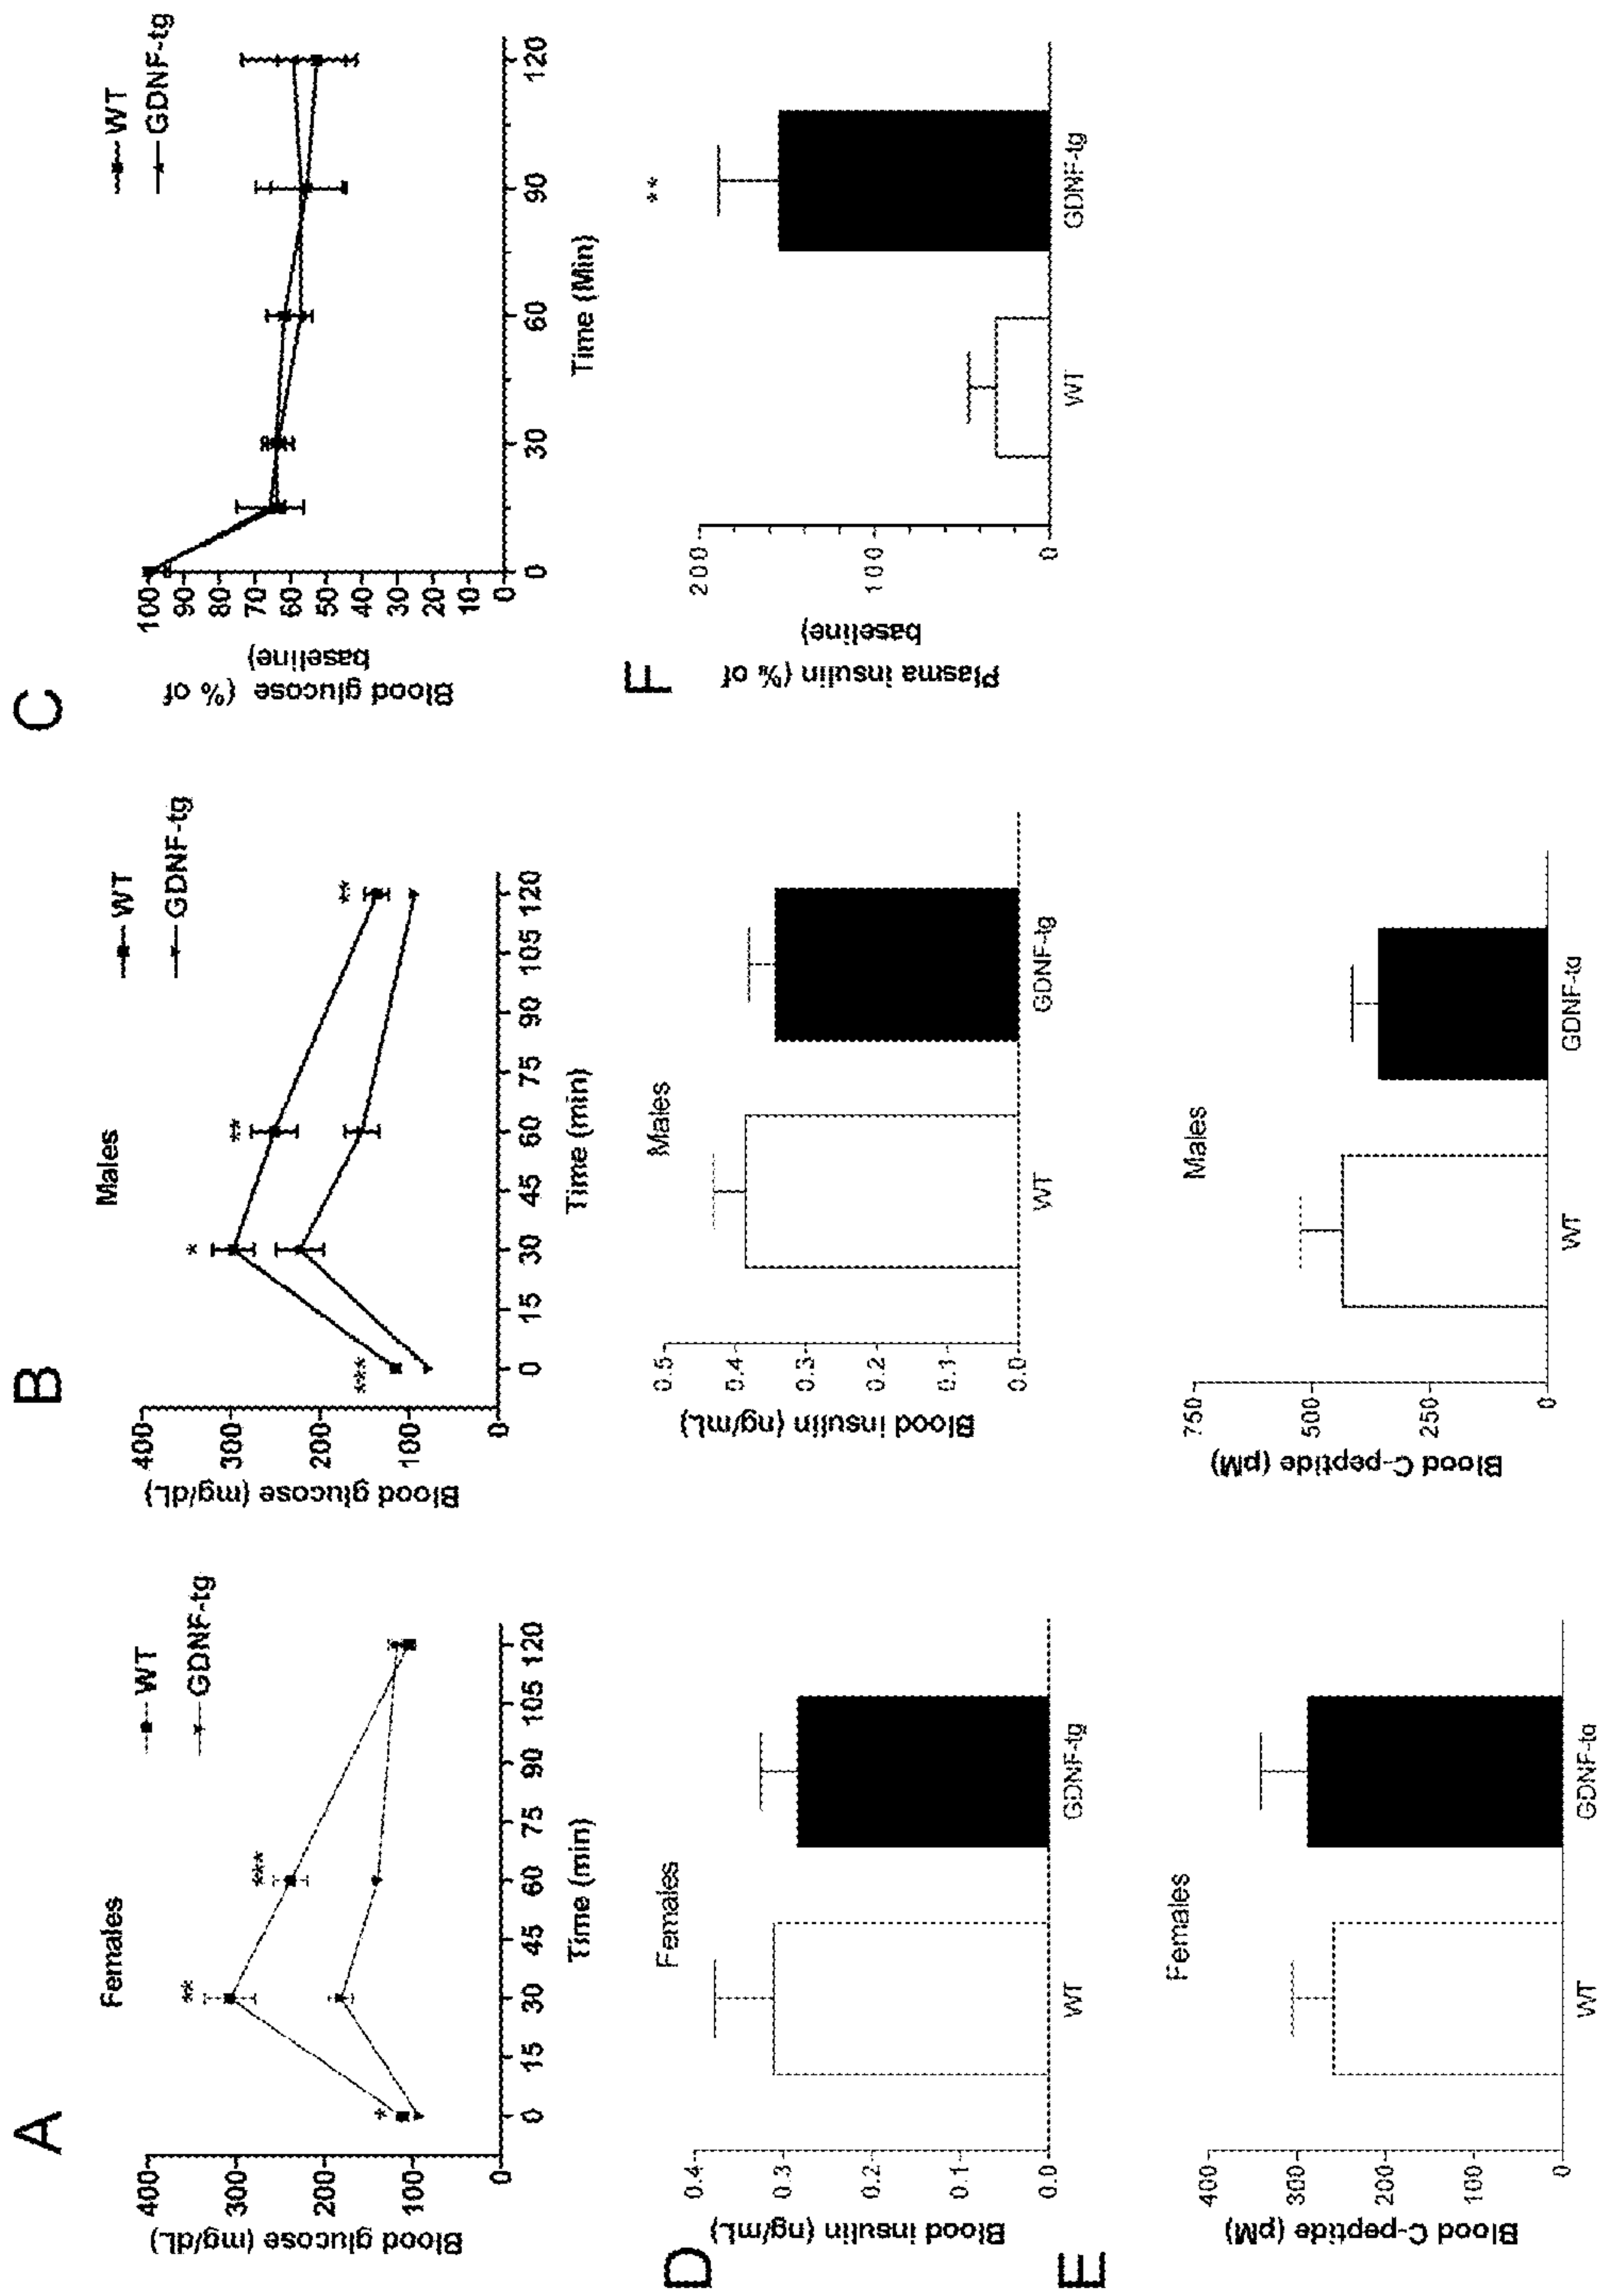 A
Females
WT
GDNF-tg
Blood glucose (mg/dL)
400
300
200
100
0
**
***
*
0 15 30 45 60 75 90 105 120
Time (min)
B
Males
WT
GDNF-tg
Blood glucose (mg/dL)
400
300
200
100
0
*
**
**
***
0 15 30 45 60 75 90 105 120
Time (min)
C
WT
GDNF-tg
Blood glucose (% of
baseline)
100
90
80
70
60
50
40
30
20
10
0
0 30 60 90 120
Time (Min)
D
Females
Blood insulin (ng/mL)
0.4
0.3
0.2
0.1
0.0
WT GDNF-tg
Males
Blood insulin (ng/mL)
0.5
0.4
0.3
0.2
0.1
0.0
WT GDNF-tg
F
Plasma insulin (% of
baseline)
200
100
0
**
WT GDNF-tg
E
Females
Blood C-peptide (pM)
400
300
200
100
0
WT GDNF-tg
Males
Blood C-peptide (pM)
750
500
250
0
WT GDNF-tg